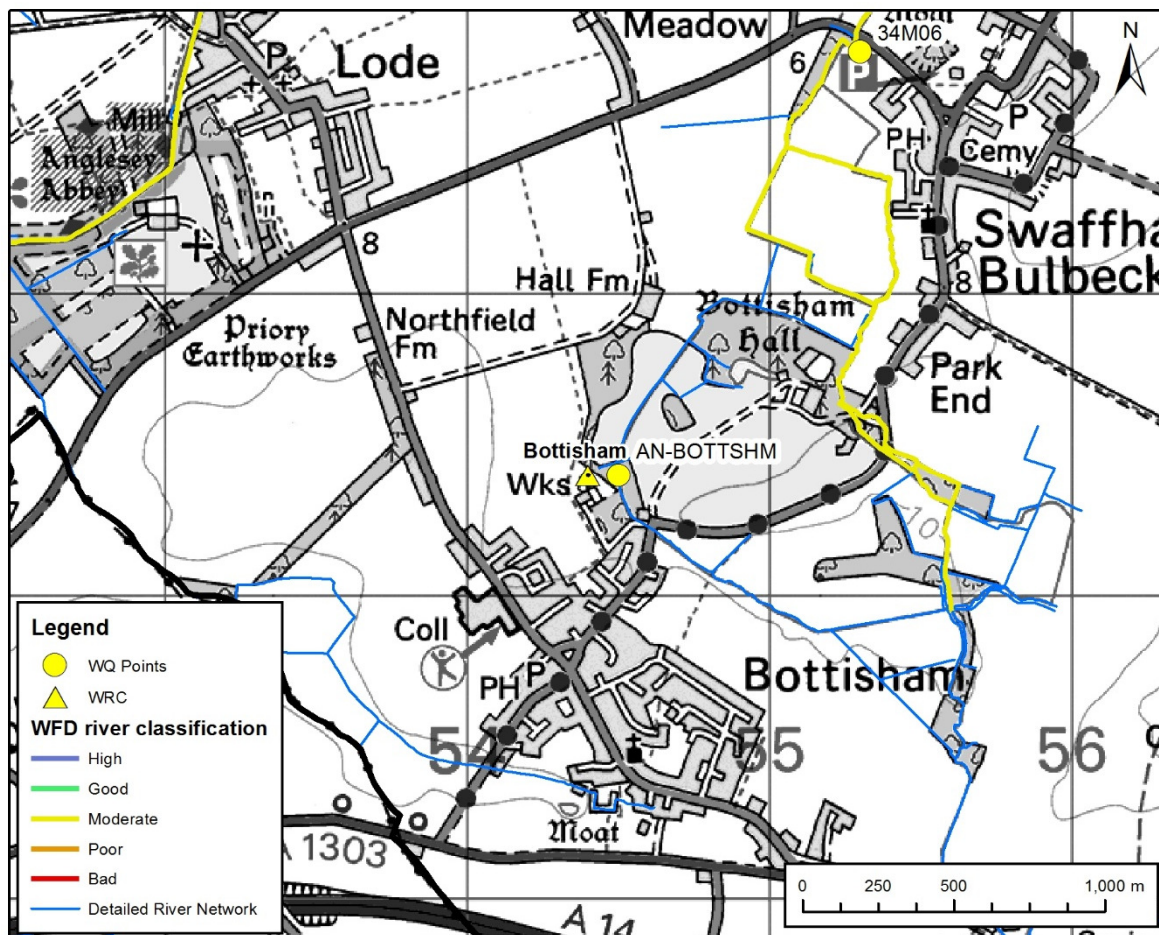 Meadow
34M06
N
Lode
P
6
P
Mill
Anglesey
Abbey
PH
P
Cemy
8
Swaffha
Bulbeck
8
Hall Fm
Priory
Earthworks
Northfield
Fm
Bottisham
Hall
Park
End
Bottisham AN-BOTTSHM
Wks
10
Legend
WQ Points
WRC
WFD river classification
High
Good
Moderate
Poor
Bad
Detailed River Network
Coll
P
PH
Bottisham
54
55
56
Moat
A 1303
A 14
0 250 500 1,000 m